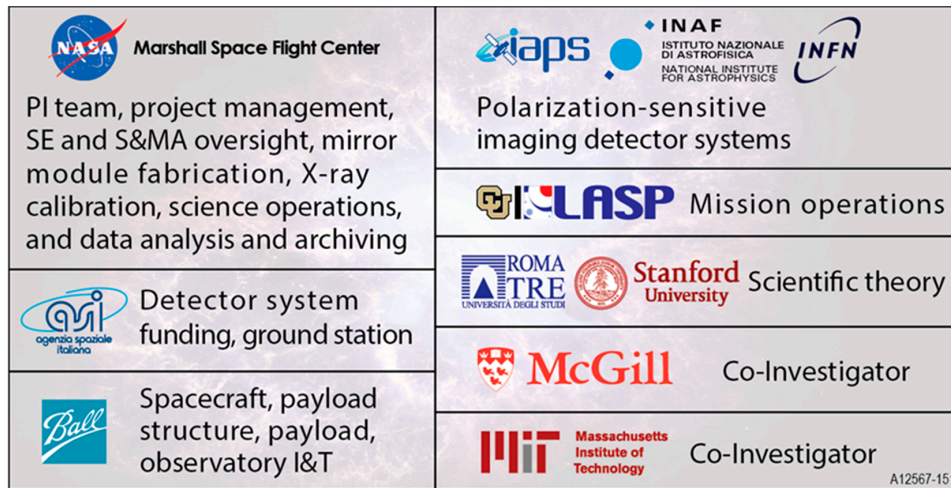 NASA
Marshall Space Flight Center
PI team, project management,
SE and S&MA oversight, mirror
module fabrication, X-ray
calibration, science operations,
and data analysis and archiving
asi
agenzia spaziale
italiana
Detector system
funding, ground station
Ball
Spacecraft, payload
structure, payload,
observatory I&T
iaps
INAF
ISTITUTO NAZIONALE
DI ASTROFISICA
NATIONAL INSTITUTE
FOR ASTROPHYSICS
INFN
Polarization-sensitive
imaging detector systems
CU
LASP
Mission operations
ROMA
TRE
UNIVERSITÀ DEGLI STUDI
Stanford
University
Scientific theory
McGill
Co-Investigator
MIT
Massachusetts
Institute of
Technology
Co-Investigator
A12567-15